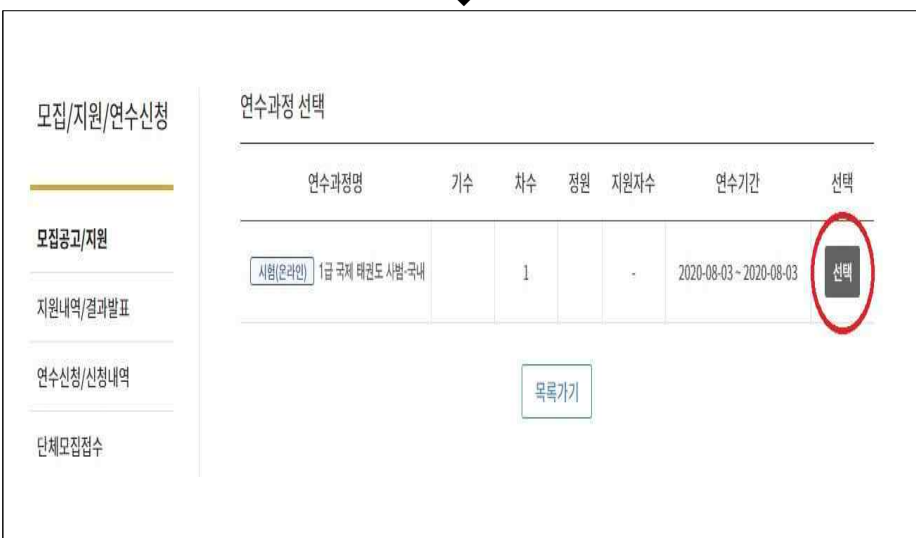 모집/지원/연수신청
모집공고/지원
지원내역/결과발표
연수신청/신청내역
단체모집접수
연수과정 선택
연수과정명 기수 차수 정원 지원자수 연수기간 선택
시험(온라인) 1급 국제 태권도 사범-국내 1 - 2020-08-03 ~ 2020-08-03 선택
목록가기